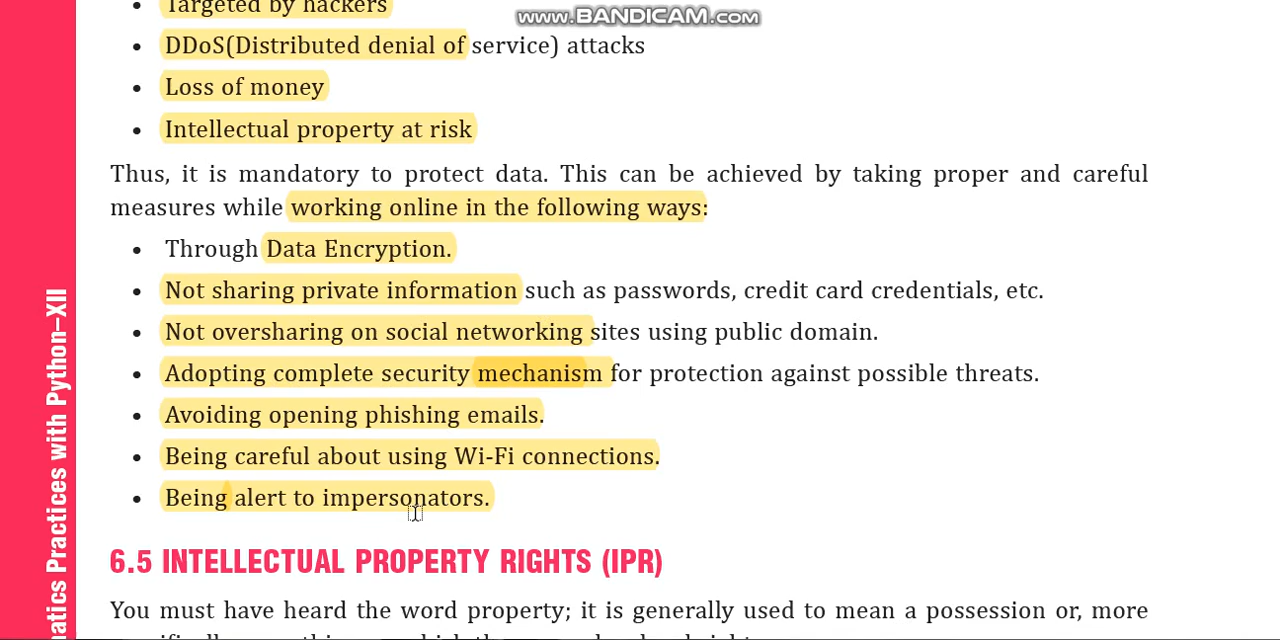 www.BANDICAM.com
Targeted by hackers
• DDoS(Distributed denial of service) attacks
• Loss of money
• Intellectual property at risk
Thus, it is mandatory to protect data. This can be achieved by taking proper and careful
measures while working online in the following ways:
• Through Data Encryption.
• Not sharing private information such as passwords, credit card credentials, etc.
• Not oversharing on social networking sites using public domain.
• Adopting complete security mechanism for protection against possible threats.
• Avoiding opening phishing emails.
• Being careful about using Wi-Fi connections.
• Being alert to impersonators.
6.5 INTELLECTUAL PROPERTY RIGHTS (IPR)
You must have heard the word property; it is generally used to mean a possession or, more
Practices with Python–XII